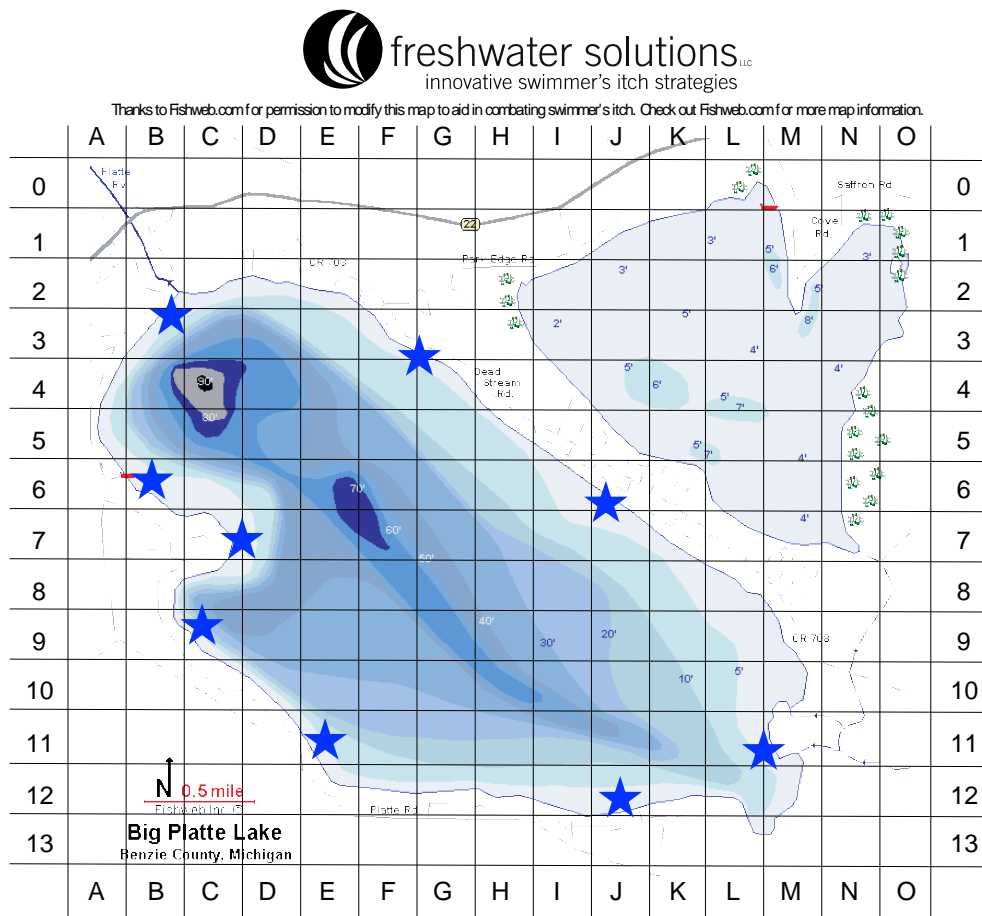 freshwater solutions LLC
innovative swimmer's itch strategies
Thanks to Fishweb.com for permission to modify this map to aid in combating swimmer's itch. Check out Fishweb.com for more map information.
A B C D E F G H I J K L M N O
0 Platte Rv. Saffron Rd 0
22
1 Cove Rd. 3' 5' 3' 1
CR 708 Park Edge Rd 3' 6'
2 5' 2
3 2' 5' 8' 3
4'
4 90' Dead Stream Rd. 5' 6' 4' 4
80' 5' 7'
5 5' 7' 4' 5
6 70' 6
7 60' 4' 7
50'
8 8
9 40' 30' 20' CR 708 9
10 10' 5' 10
11 11
12 N 0.5 mile 12
Fishweb Inc ©
Platte Rd
13 Big Platte Lake 13
Benzie County, Michigan
A B C D E F G H I J K L M N O